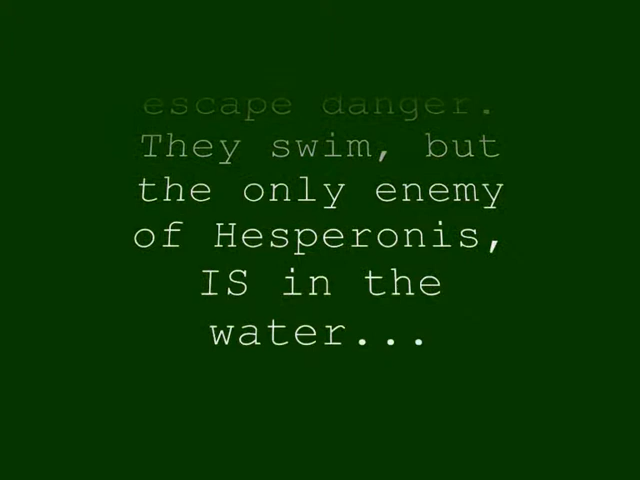 escape danger.
They swim, but
the only enemy
of Hesperonis,
IS in the
water...